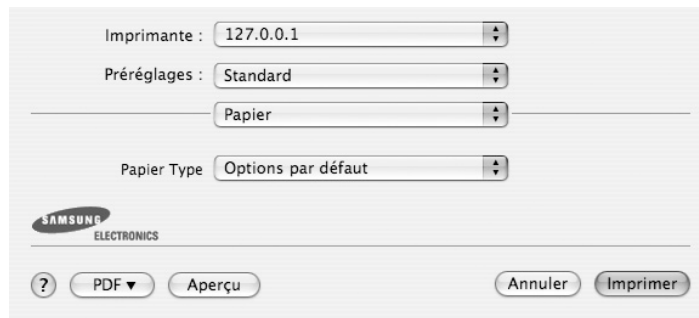 Imprimante : 127.0.0.1
Préréglages : Standard
Papier
Papier Type Options par défaut
SAMSUNG
ELECTRONICS
? PDF ▼ Aperçu Annuler Imprimer